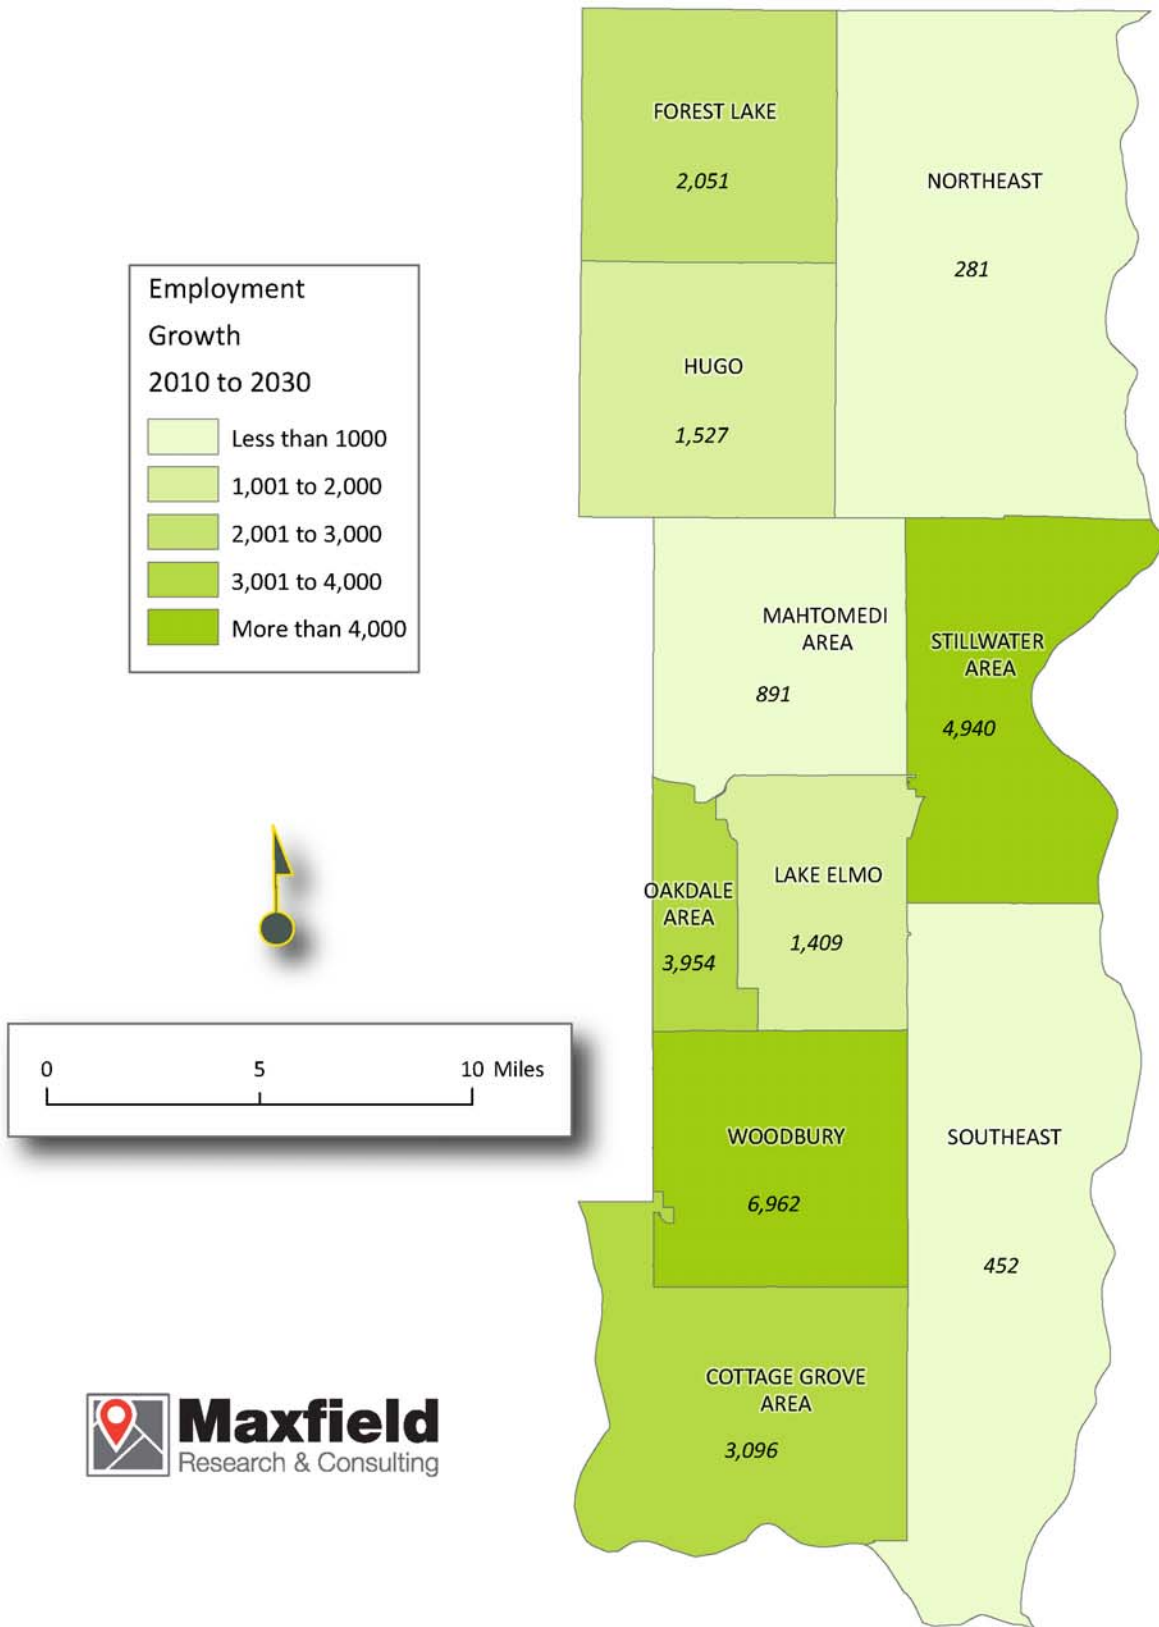 FOREST LAKE
2,051
NORTHEAST
281
Employment
Growth
2010 to 2030
Less than 1000
1,001 to 2,000
2,001 to 3,000
3,001 to 4,000
More than 4,000
HUGO
1,527
MAHTOMEDI
AREA
891
STILLWATER
AREA
4,940
OAKDALE
AREA
3,954
LAKE ELMO
1,409
0 5 10 Miles
WOODBURY
6,962
SOUTHEAST
452
COTTAGE GROVE
AREA
3,096
Maxfield
Research & Consulting